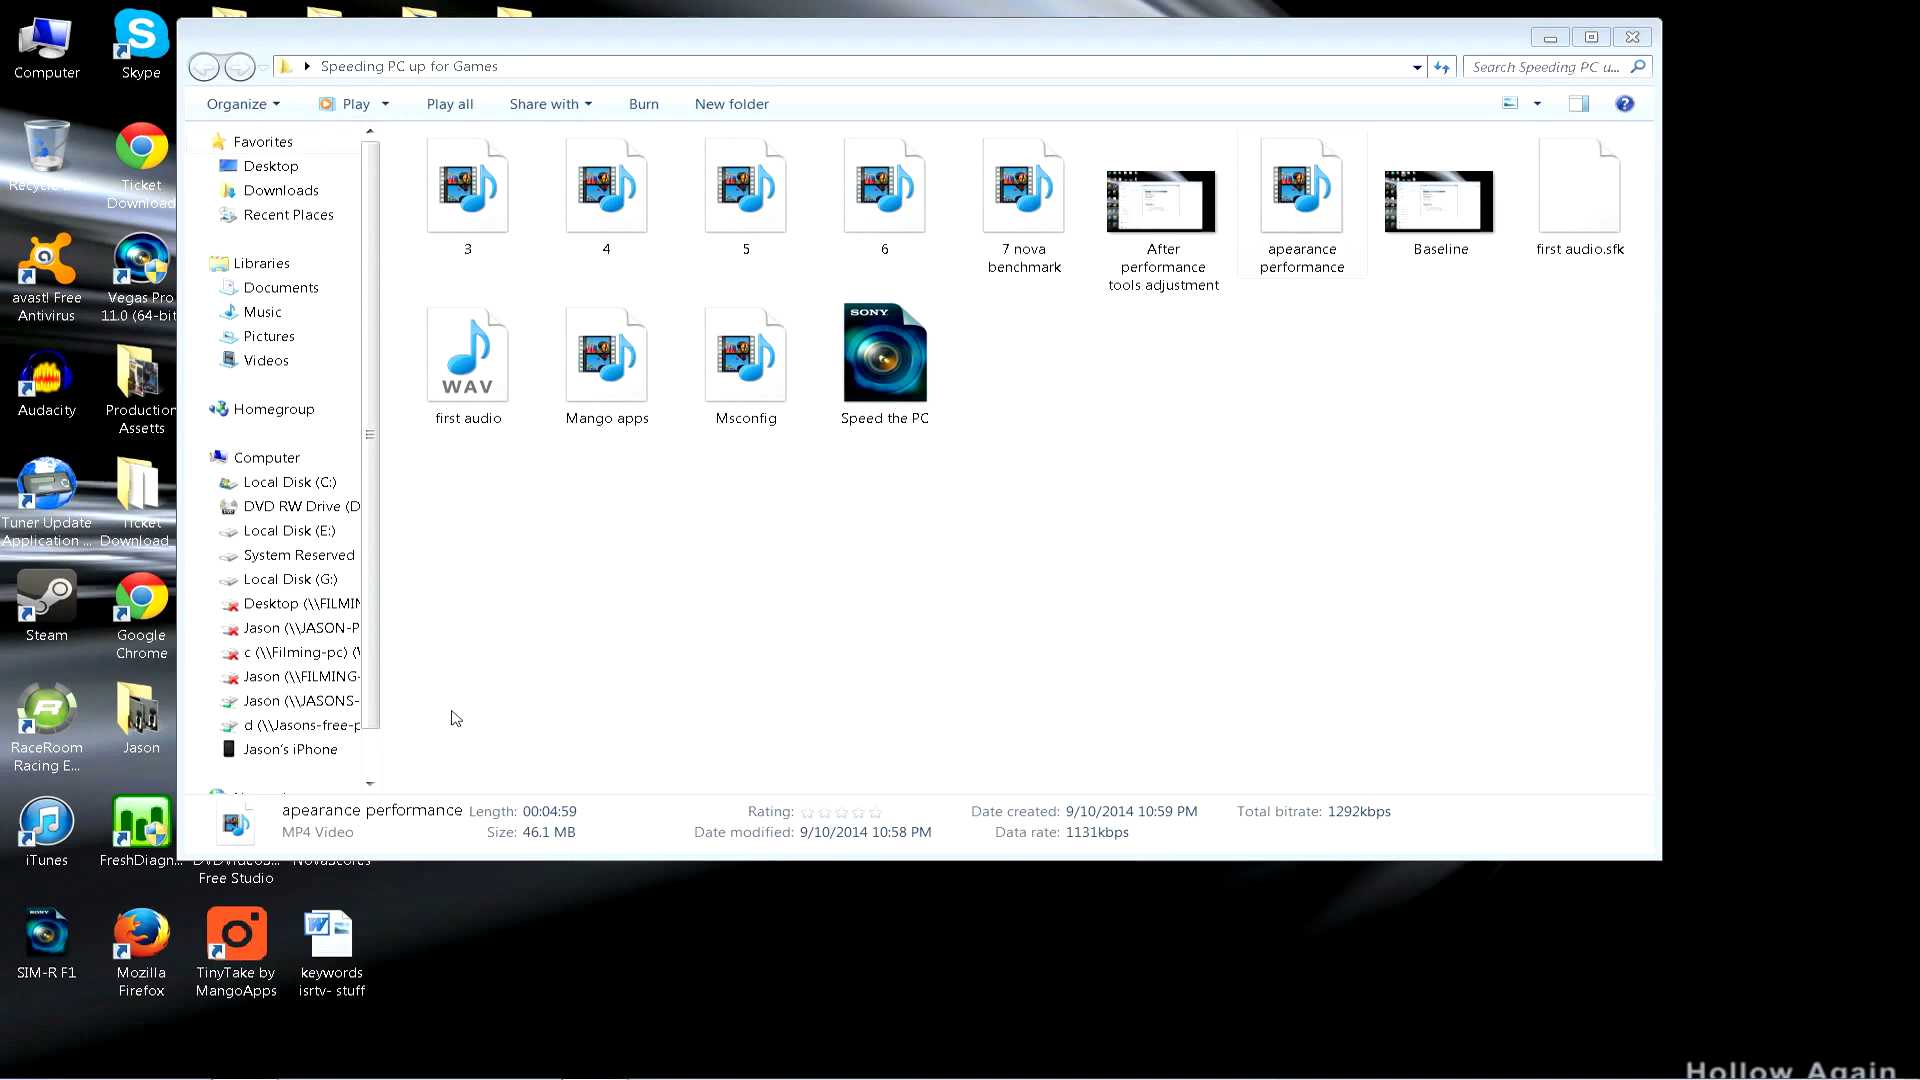 Computer
Skype
Speeding PC up for Games
Search Speeding PC u...
Organize
Play
Play all
Share with
Burn
New folder
Favorites
Desktop
Downloads
Recent Places
Libraries
Documents
Music
Pictures
Videos
Homegroup
Computer
Local Disk (C:)
DVD RW Drive (D
Local Disk (E:)
System Reserved
Local Disk (G:)
Desktop (\\FILMIN
Jason (\\JASON-P
c (\\Filming-pc) (
Jason (\\FILMING-
Jason (\\JASONS-
d (\\Jasons-free-p
Jason's iPhone
3
4
5
6
7 nova
benchmark
After
performance
tools adjustment
apearance
performance
Baseline
first audio.sfk
WAV
first audio
Mango apps
Msconfig
SONY
Speed the PC
apearance performance
MP4 Video
Length: 00:04:59
Size: 46.1 MB
Rating:
Date modified: 9/10/2014 10:58 PM
Date created: 9/10/2014 10:59 PM
Data rate: 1131kbps
Total bitrate: 1292kbps
Ticket
Download
avast! Free
Antivirus
Vegas Pro
11.0 (64-bit
Audacity
Production
Assetts
Tuner Update
Application ...
Ticket
Download
Steam
Google
Chrome
RaceRoom
Racing E...
Jason
iTunes
FreshDiagn...
Free Studio
SONY
SIM-R F1
Mozilla
Firefox
TinyTake by
MangoApps
keywords
isrtv- stuff
Hollow Again